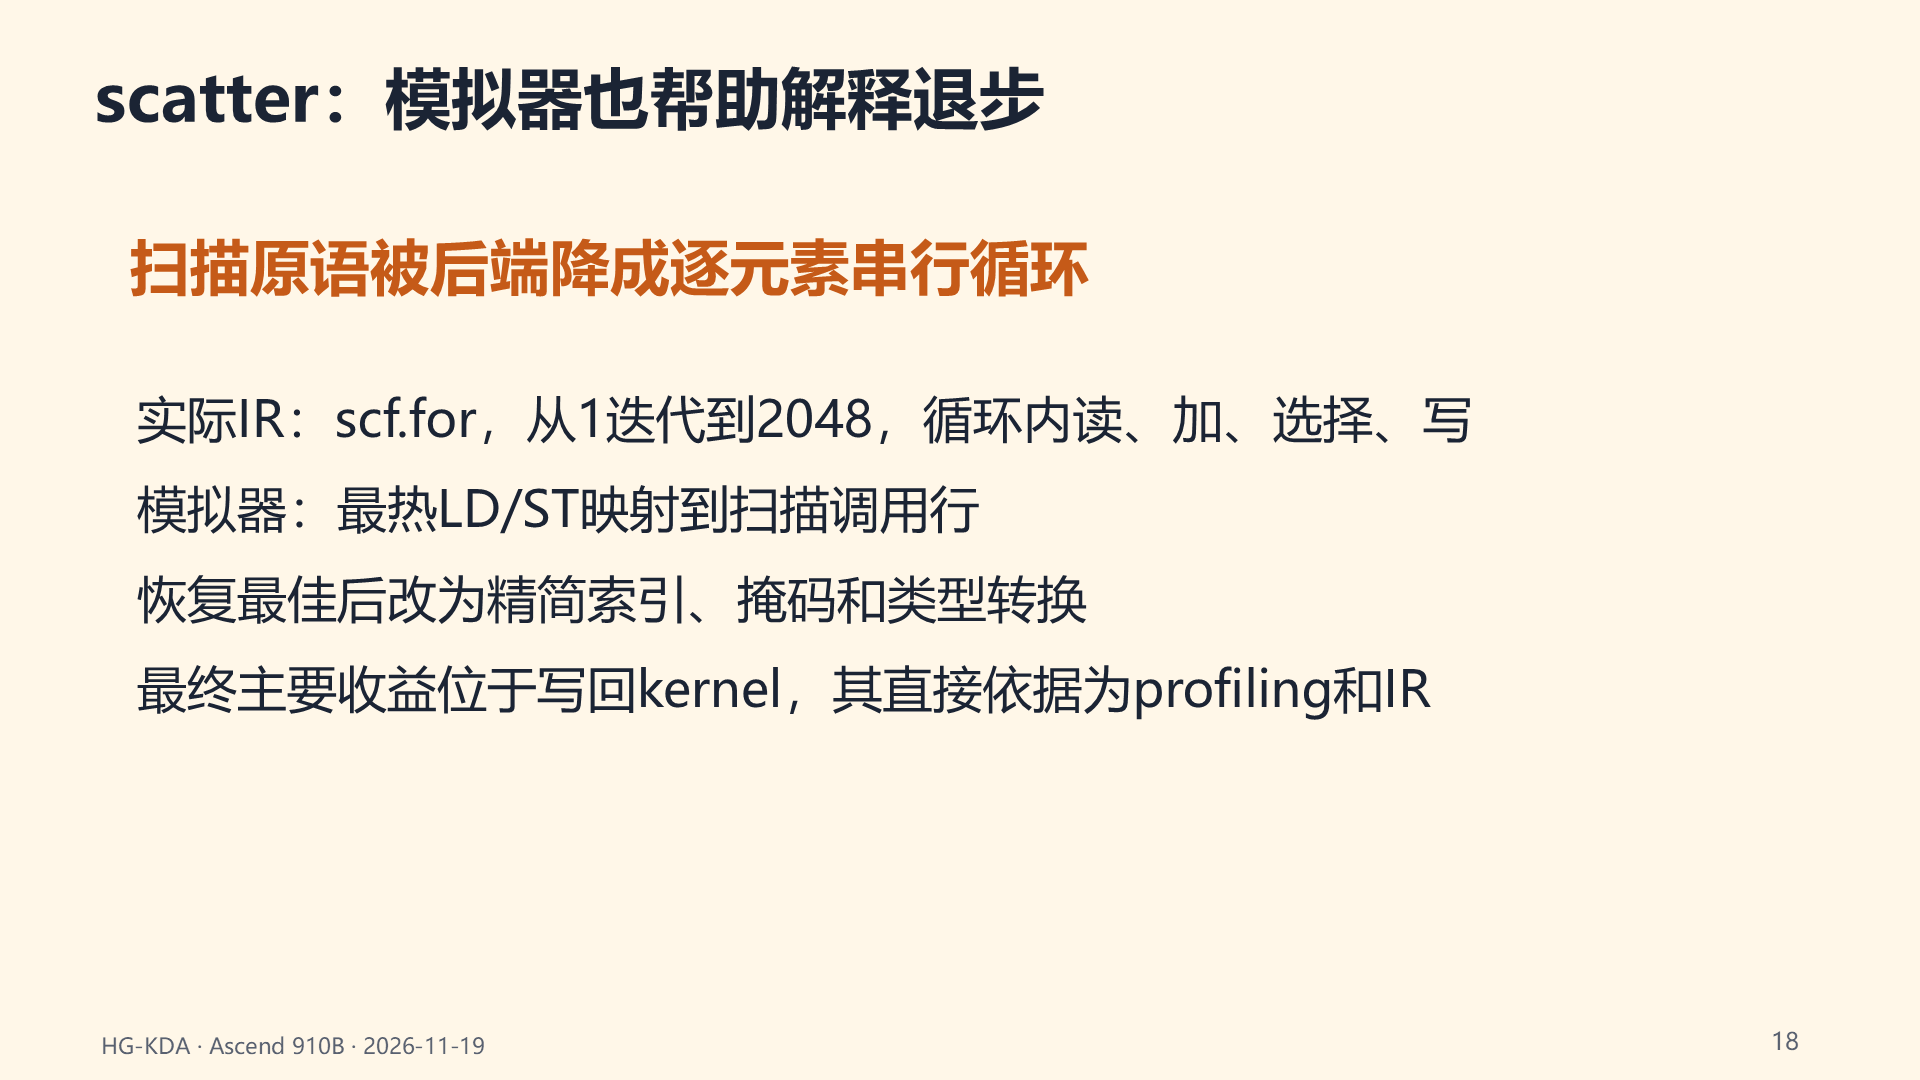 scatter：模拟器也帮助解释退步
扫描原语被后端降成逐元素串行循环
实际IR：scf.for，从1迭代到2048，循环内读、加、选择、写
模拟器：最热LD/ST映射到扫描调用行
恢复最佳后改为精简索引、掩码和类型转换
最终主要收益位于写回kernel，其直接依据为profiling和IR
HG-KDA · Ascend 910B · 2026-11-19
18